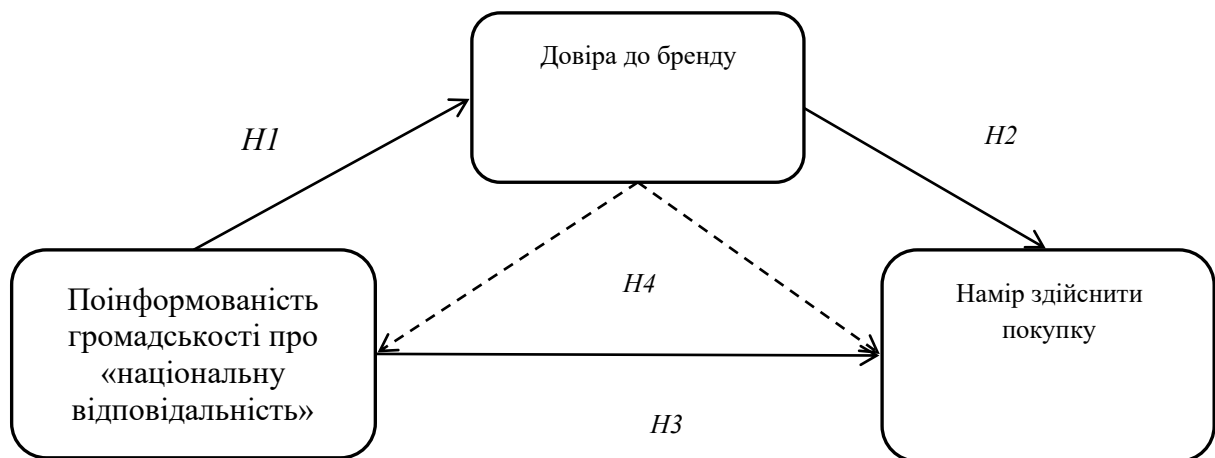 Довіра до бренду
H1
H2
Поінформованість
громадськості про
«національну
відповідальність»
H4
Намір здійснити
покупку
H3